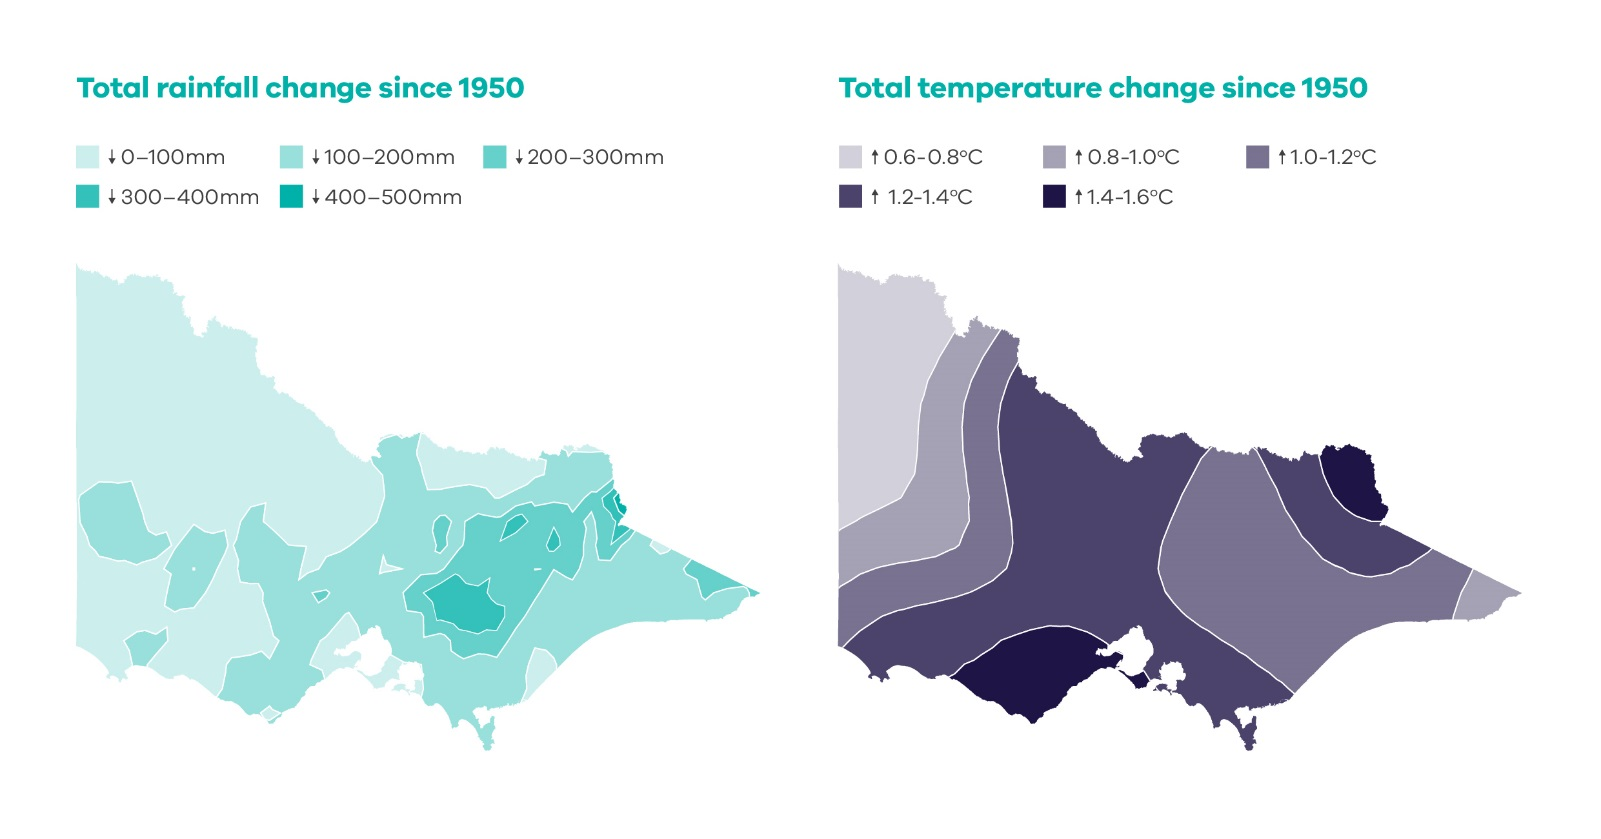 Total rainfall change since 1950
↓ 0–100mm ↓ 100–200mm ↓ 200–300mm
↓ 300–400mm ↓ 400–500mm
Total temperature change since 1950
↑ 0.6-0.8°C ↑ 0.8-1.0°C ↑ 1.0-1.2°C
↑ 1.2-1.4°C ↑ 1.4-1.6°C